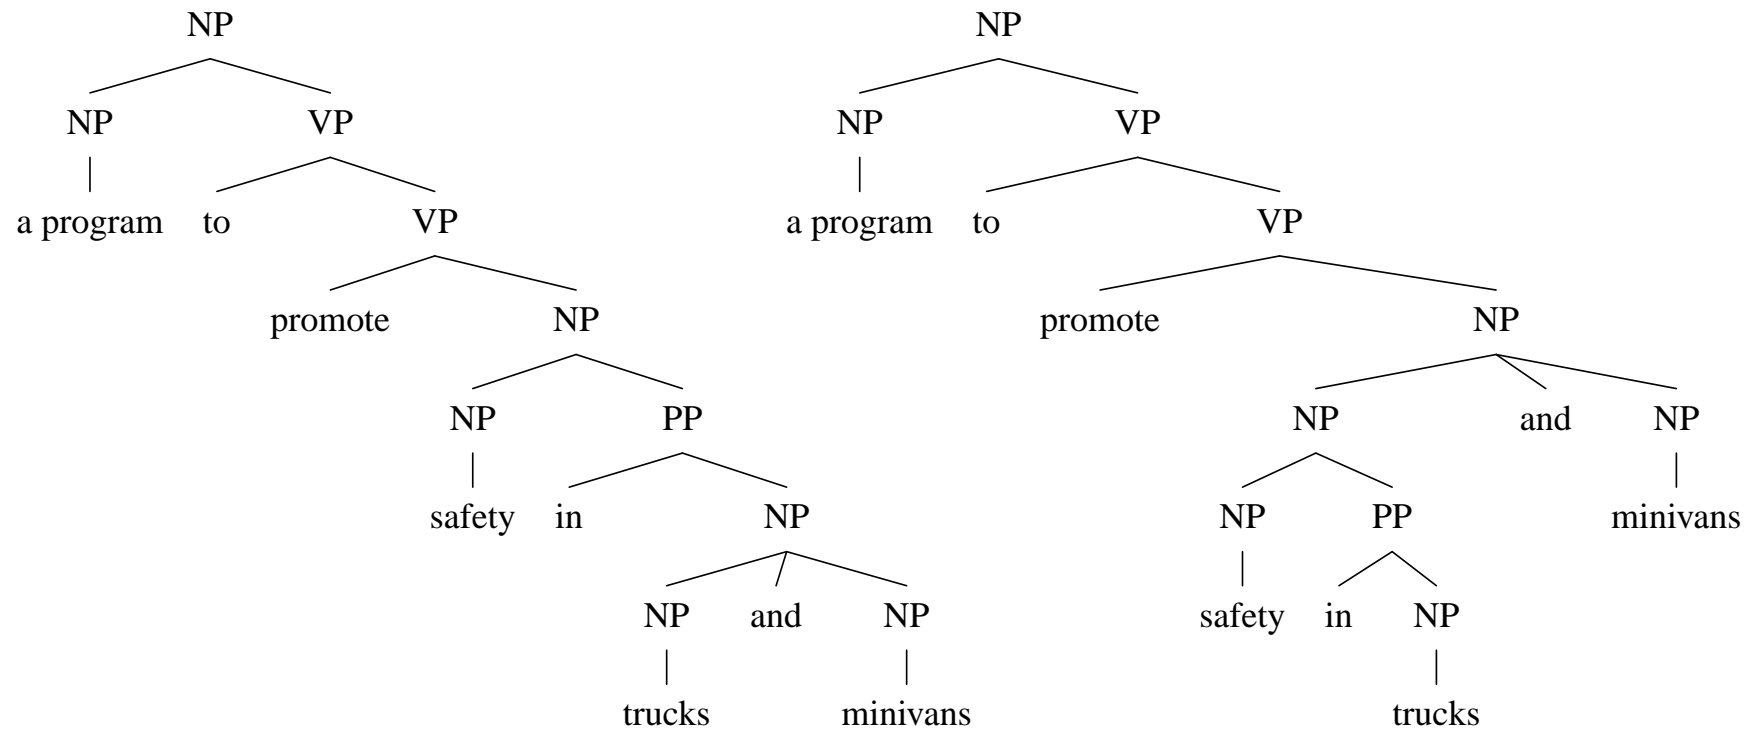 NP NP
NP VP NP VP
a program to VP a program to VP
promote NP promote NP
NP PP NP and NP
safety in NP NP PP minivans
NP and NP safety in NP
trucks minivans trucks